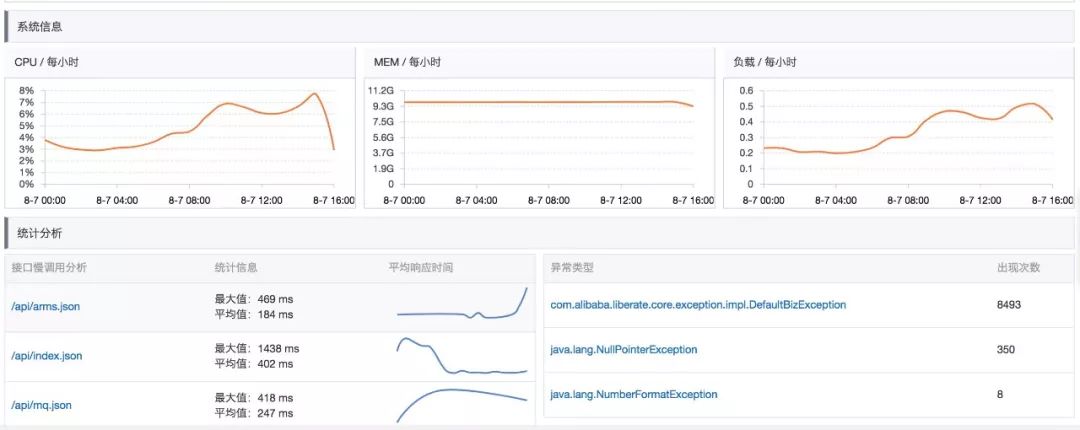 系统信息
CPU / 每小时
8%
7%
6%
5%
4%
3%
2%
1%
0%
8-7 00:00 8-7 04:00 8-7 08:00 8-7 12:00 8-7 16:00
MEM / 每小时
11.2G
9.3G
7.5G
5.6G
3.7G
1.9G
0
8-7 00:00 8-7 04:00 8-7 08:00 8-7 12:00 8-7 16:00
负载 / 每小时
0.6
0.5
0.4
0.3
0.2
0.2
0
8-7 00:00 8-7 04:00 8-7 08:00 8-7 12:00 8-7 16:00
统计分析
接口慢调用分析 统计信息 平均响应时间
/api/arms.json
最大值：469 ms
平均值：184 ms
/api/index.json
最大值：1438 ms
平均值：402 ms
/api/mq.json
最大值：418 ms
平均值：247 ms
异常类型 出现次数
com.alibaba.liberate.core.exception.impl.DefaultBizException 8493
java.lang.NullPointerException 350
java.lang.NumberFormatException 8